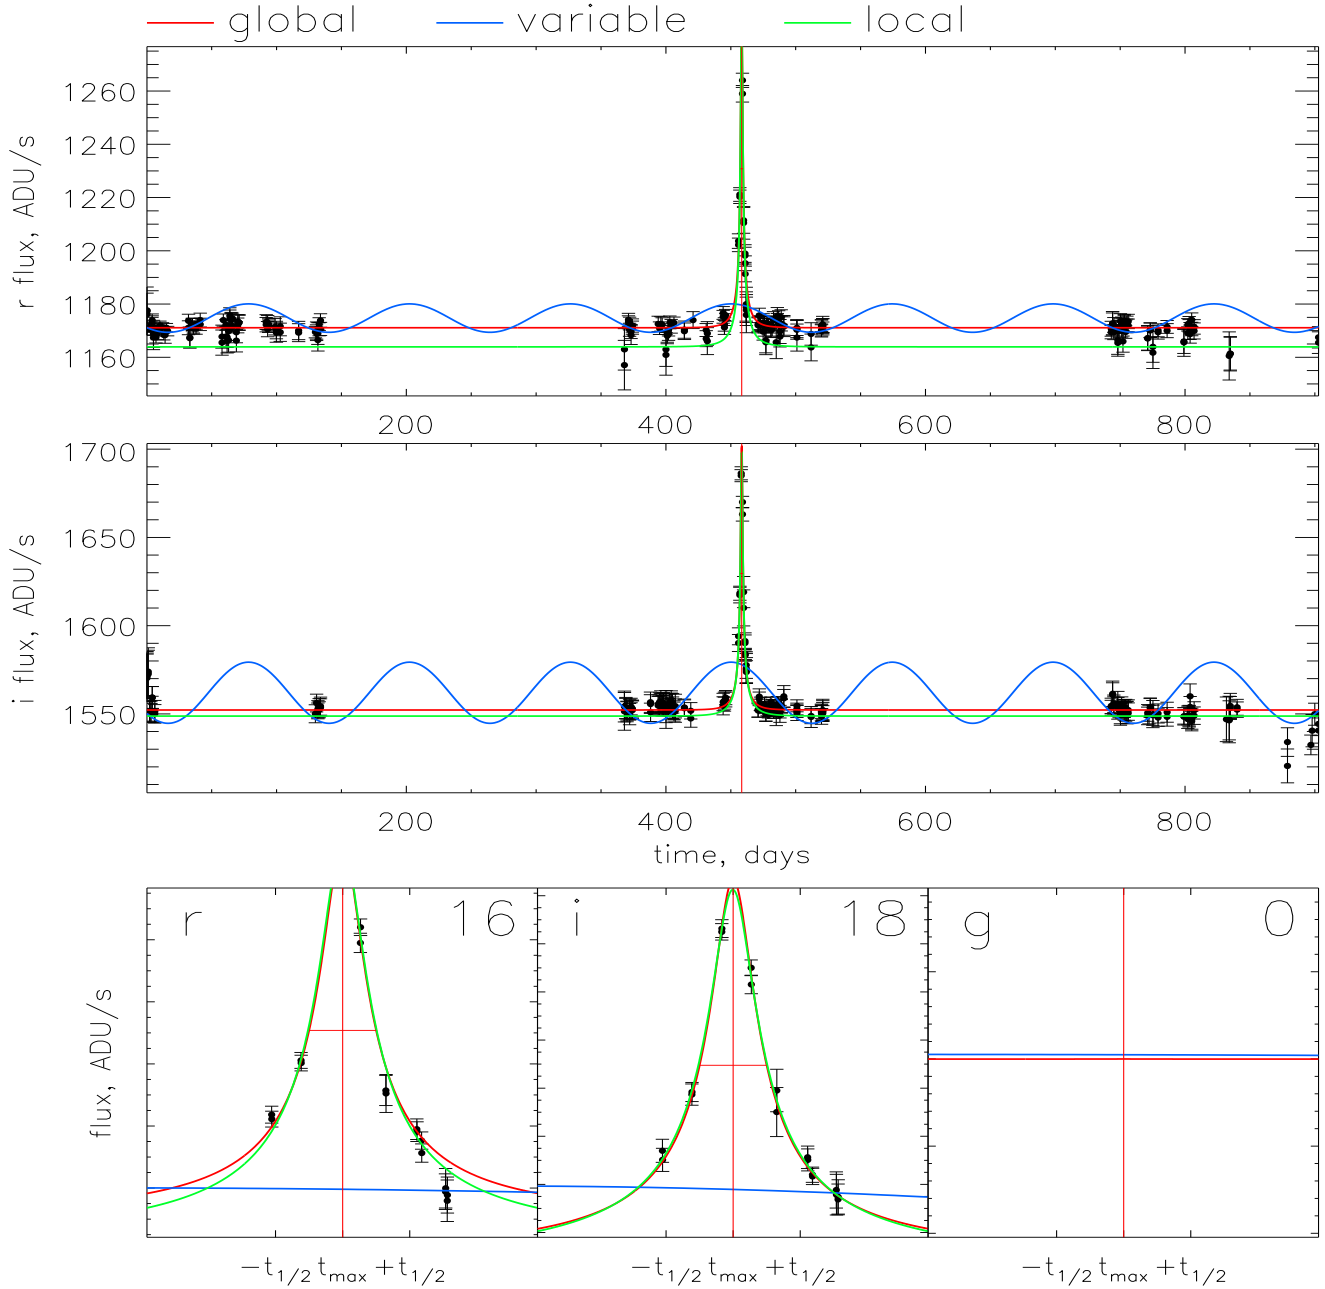 global variable local
r flux, ADU/s
1260
1240
1220
1200
1180
1160
200 400 600 800
i flux, ADU/s
1700
1650
1600
1550
200 400 600 800
time, days
flux, ADU/s
r 16
i 18
g 0
−t1/2 tmax +t1/2
−t1/2 tmax +t1/2
−t1/2 tmax +t1/2